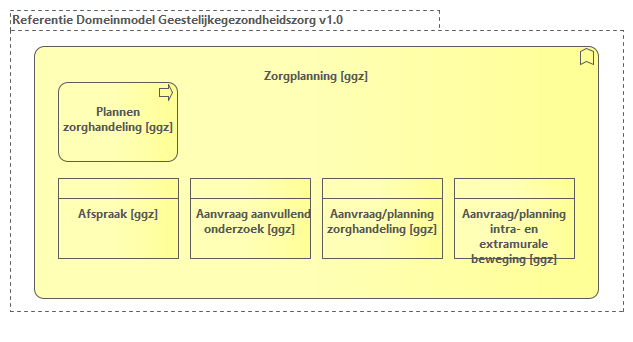 Referentie Domeinmodel Geestelijkegezondheidszorg v1.0
Zorgplanning [ggz]
Plannen
zorghandeling [ggz]
Afspraak [ggz]
Aanvraag aanvullend
onderzoek [ggz]
Aanvraag/planning
zorghandeling [ggz]
Aanvraag/planning
intra- en
extramurale
beweging [ggz]